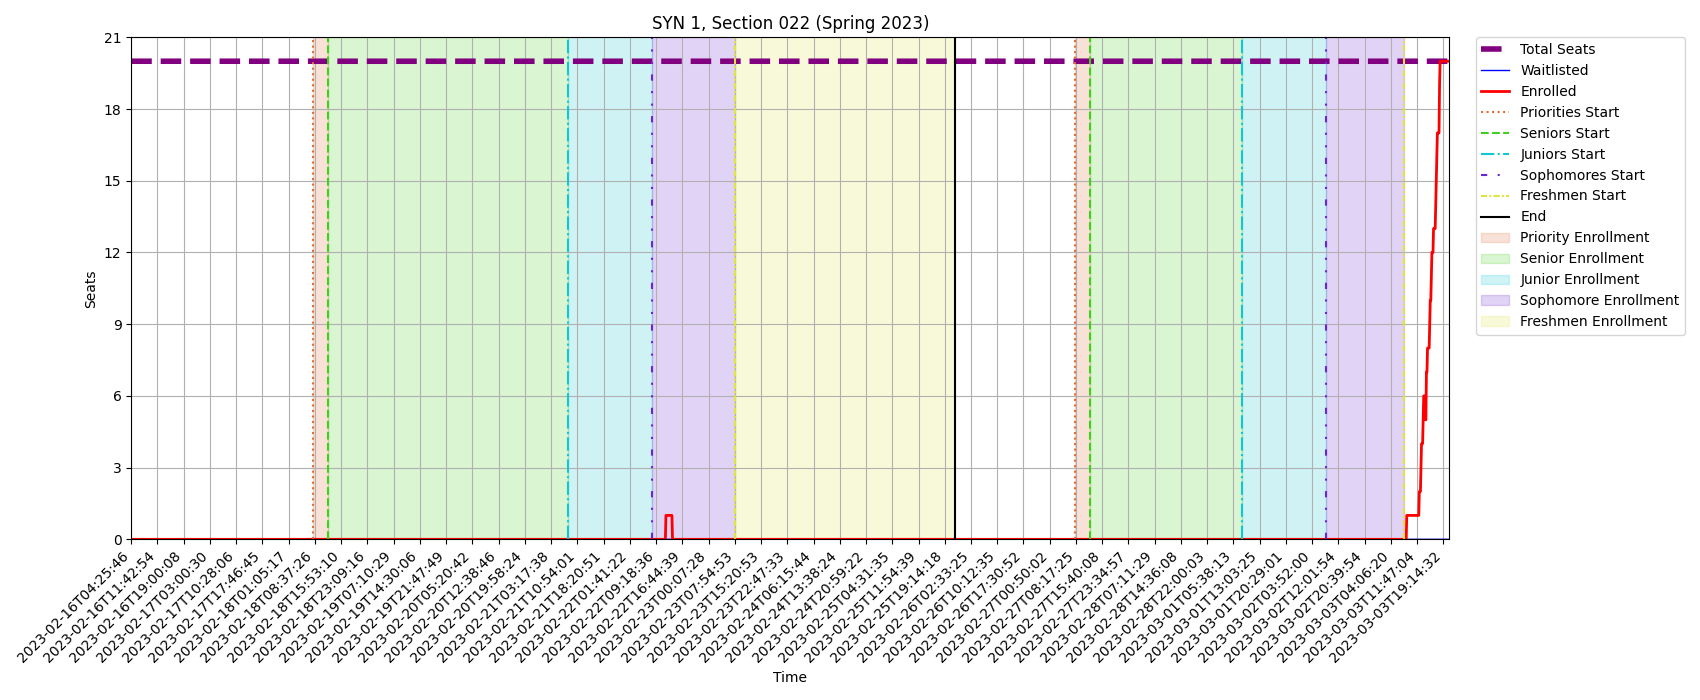 SYN 1, Section 022 (Spring 2023)
21
18
15
12
9
6
3
0
Seats
2023-02-16T04:25:46
2023-02-16T11:42:54
2023-02-16T19:00:08
2023-02-17T03:00:30
2023-02-17T10:28:06
2023-02-17T17:46:45
2023-02-18T01:05:17
2023-02-18T08:37:26
2023-02-18T15:53:10
2023-02-18T23:09:16
2023-02-19T07:10:29
2023-02-19T14:30:06
2023-02-19T21:47:49
2023-02-20T05:20:42
2023-02-20T12:38:46
2023-02-20T19:58:24
2023-02-21T03:17:38
2023-02-21T10:54:01
2023-02-21T18:20:51
2023-02-22T01:41:22
2023-02-22T09:18:36
2023-02-22T16:44:39
2023-02-23T00:07:28
2023-02-23T07:54:53
2023-02-23T15:20:53
2023-02-23T22:47:33
2023-02-24T06:15:44
2023-02-24T13:38:24
2023-02-24T20:59:22
2023-02-25T04:31:35
2023-02-25T11:54:39
2023-02-25T19:14:18
2023-02-26T02:33:25
2023-02-26T10:12:35
2023-02-26T17:30:52
2023-02-27T00:50:02
2023-02-27T08:17:25
2023-02-27T15:40:08
2023-02-27T23:34:57
2023-02-28T07:11:29
2023-02-28T14:36:08
2023-02-28T22:00:03
2023-03-01T05:38:13
2023-03-01T13:03:25
2023-03-01T20:29:01
2023-03-02T03:52:00
2023-03-02T12:01:54
2023-03-02T20:39:54
2023-03-03T04:06:20
2023-03-03T11:47:04
2023-03-03T19:14:32
Time
Total Seats
Waitlisted
Enrolled
Priorities Start
Seniors Start
Juniors Start
Sophomores Start
Freshmen Start
End
Priority Enrollment
Senior Enrollment
Junior Enrollment
Sophomore Enrollment
Freshmen Enrollment